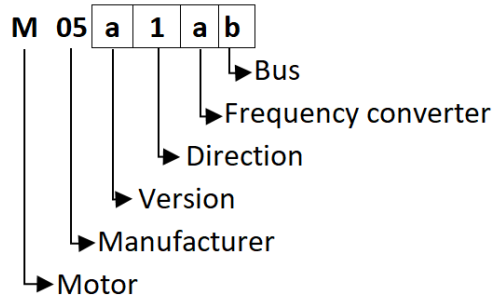 M 05 a 1 a b
Bus
Frequency converter
Direction
Version
Manufacturer
Motor